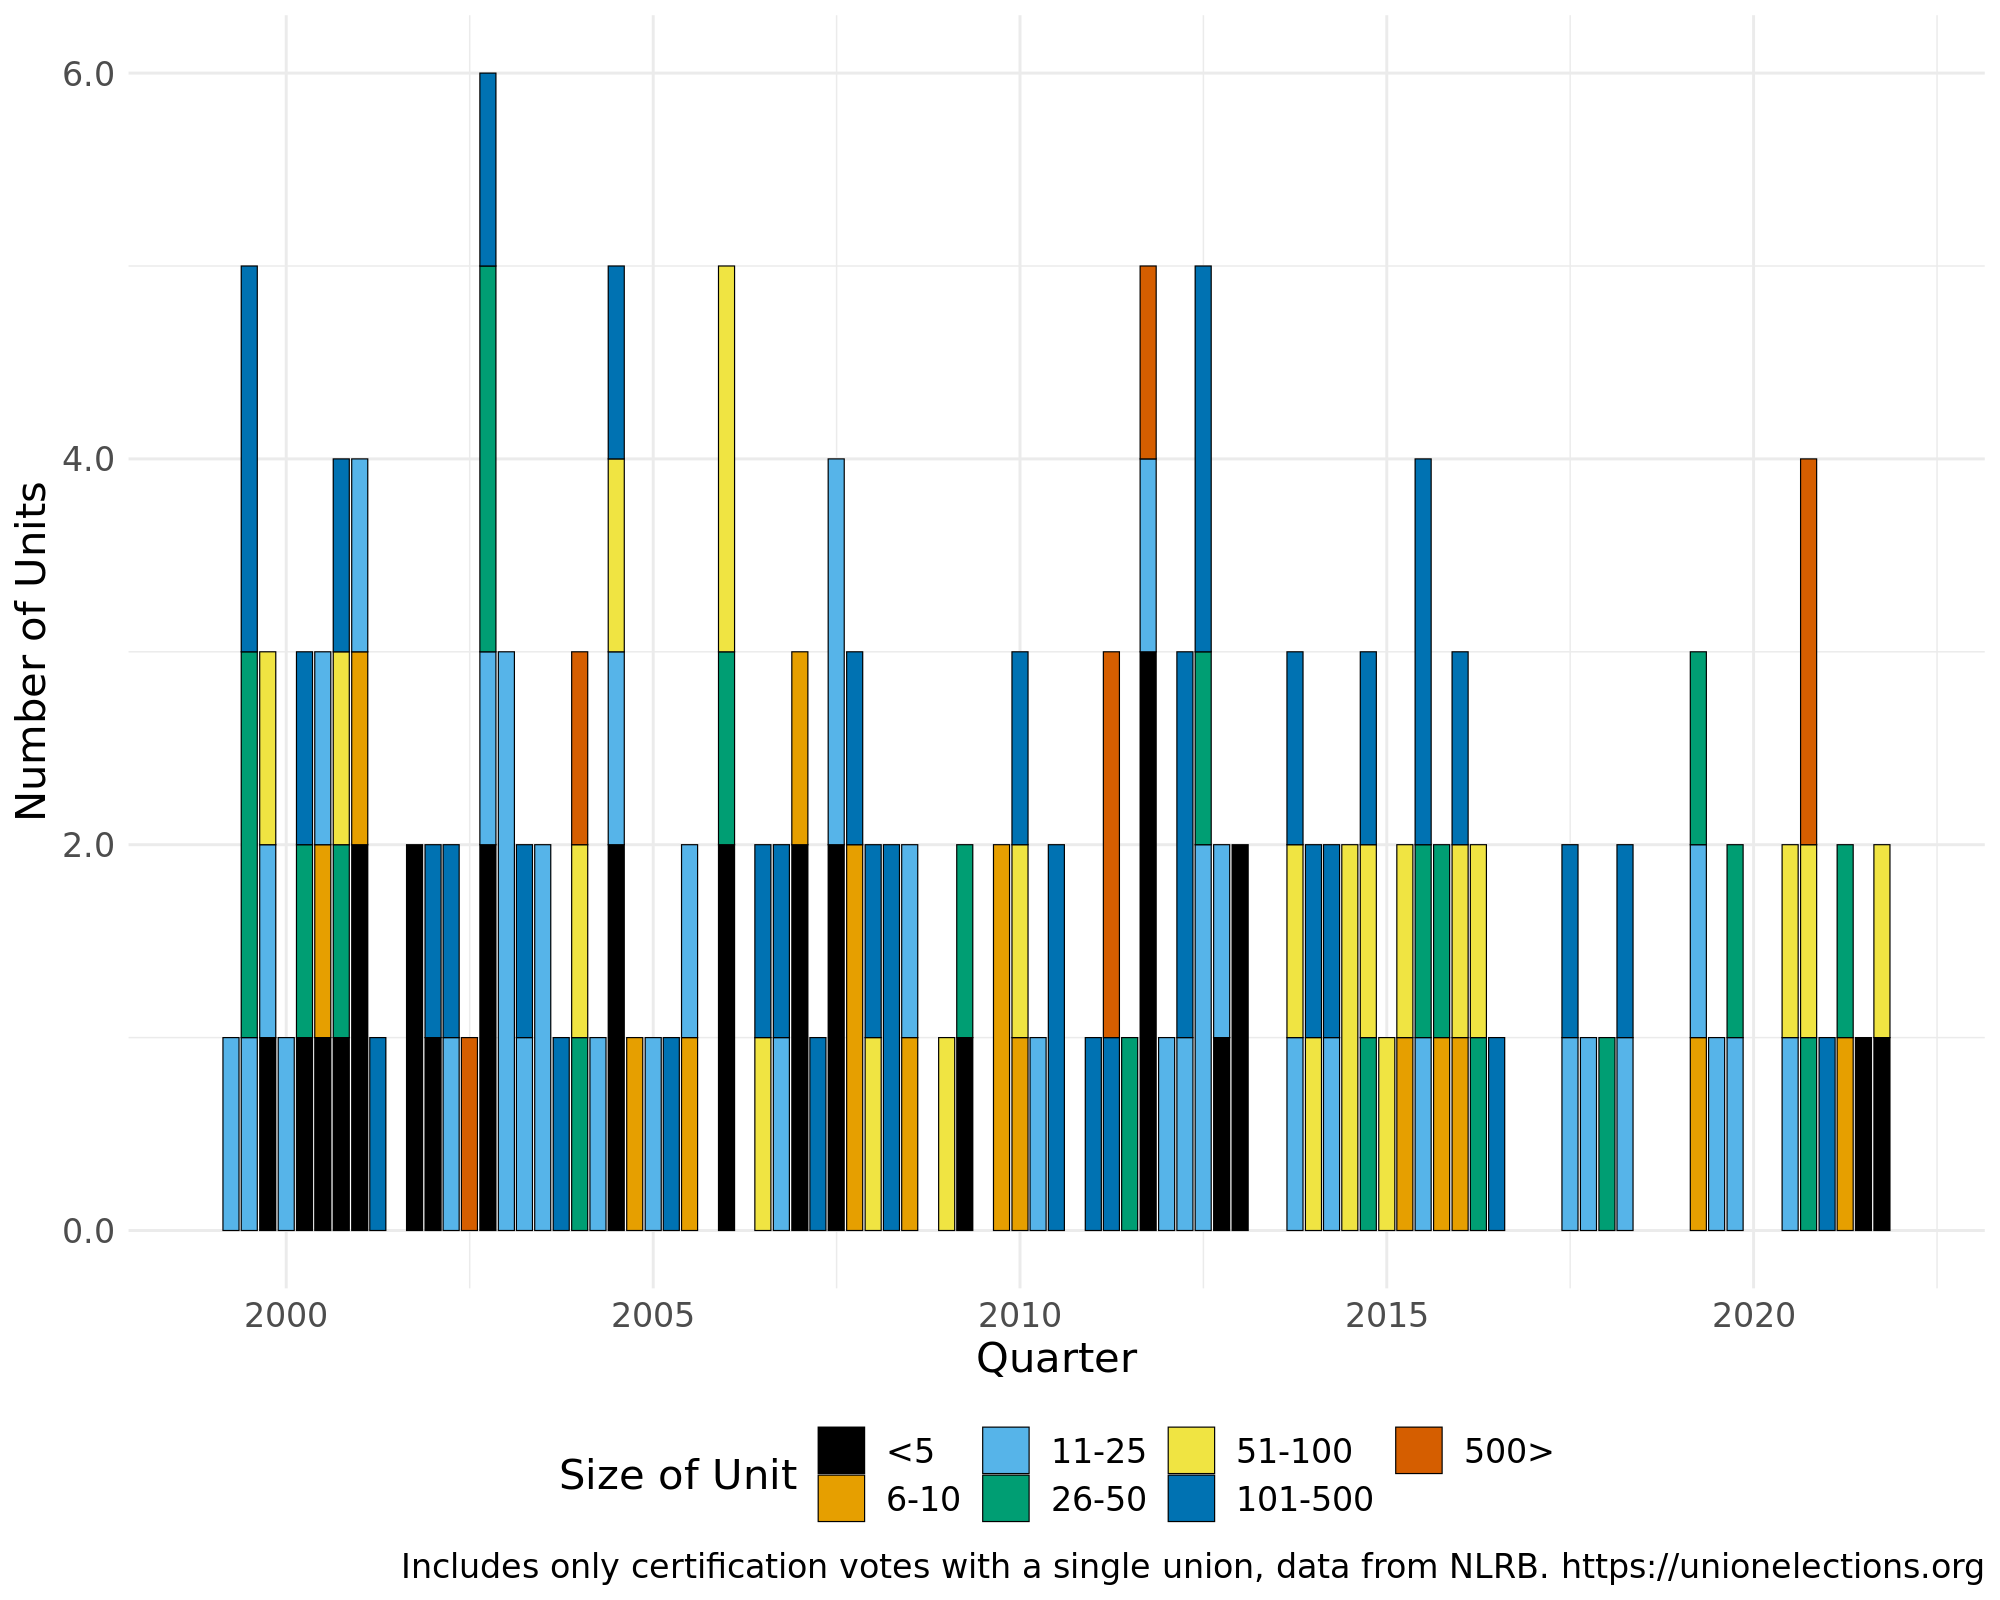 6.0
4.0
2.0
0.0
Number of Units
2000 2005 2010 2015 2020
Quarter
Size of Unit
<5 11-25 51-100 500>
6-10 26-50 101-500
Includes only certification votes with a single union, data from NLRB. https://unionelections.org